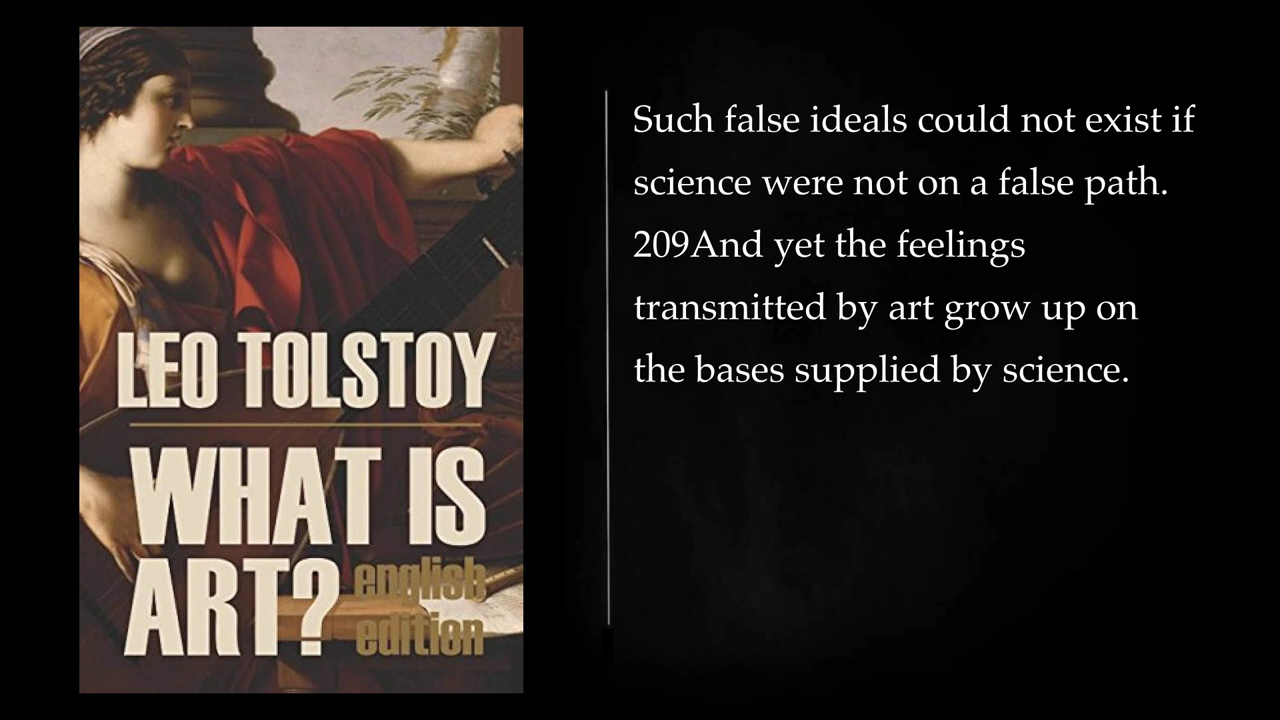 LEO TOLSTOY
WHAT IS
ART?
english
edition
Such false ideals could not exist if
science were not on a false path.
209And yet the feelings
transmitted by art grow up on
the bases supplied by science.